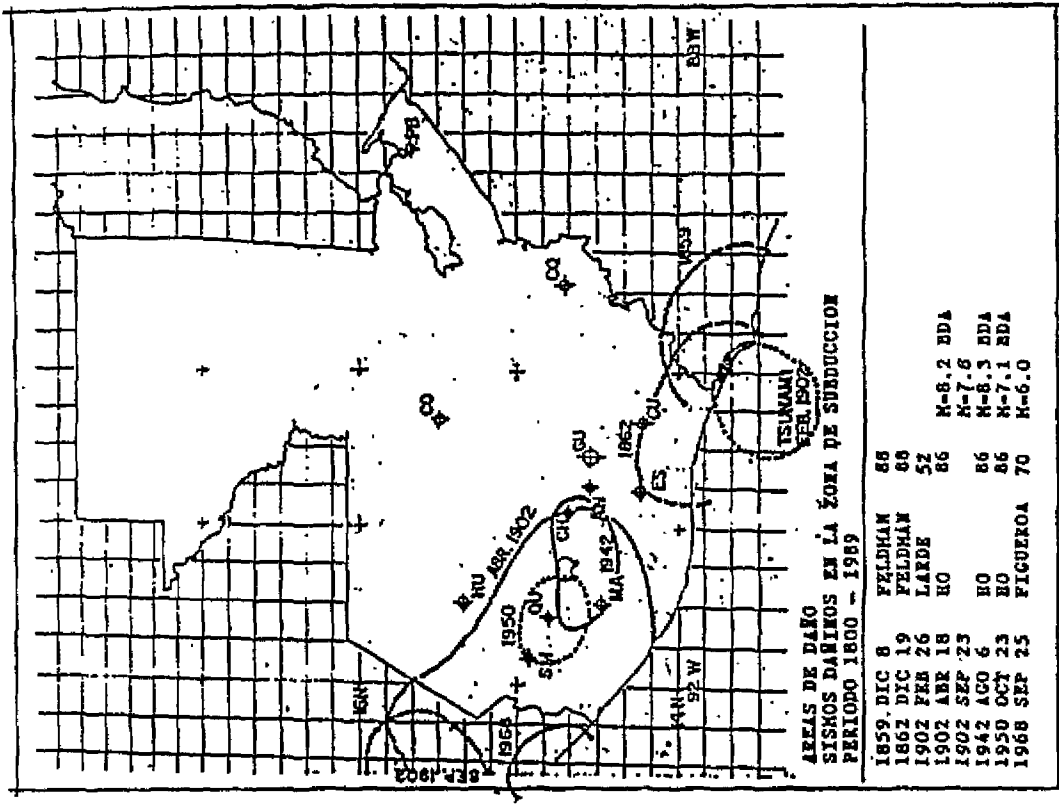 16N
14N
92 W
88W
SEP. 1902
1968
1950
QU
SM
HU
ABR. 1902
CH
AN
1942
MA
CO
GU
1862
CU
ES
CQ
PB
1859
TSUNAMI
FEB. 1902
AREAS DE DAÑO
SISMOS DAÑINOS EN LA ZONA DE SUBDUCCION
PERIODO 1800 - 1989
1859. DIC 8 FELDMAN 88
1862 DIC 19 FELDMAN 88
1902 FEB 26 LARDE 52
1902 ABR 18 HO 86 M=8.2 BDA
1902 SEP 23 M=7.8
1942 AGO 6 HO 86 M=8.3 BDA
1950 OCT 23 HO 86 M=7.1 BDA
1968 SEP 25 FIGUEROA 70 M=6.0